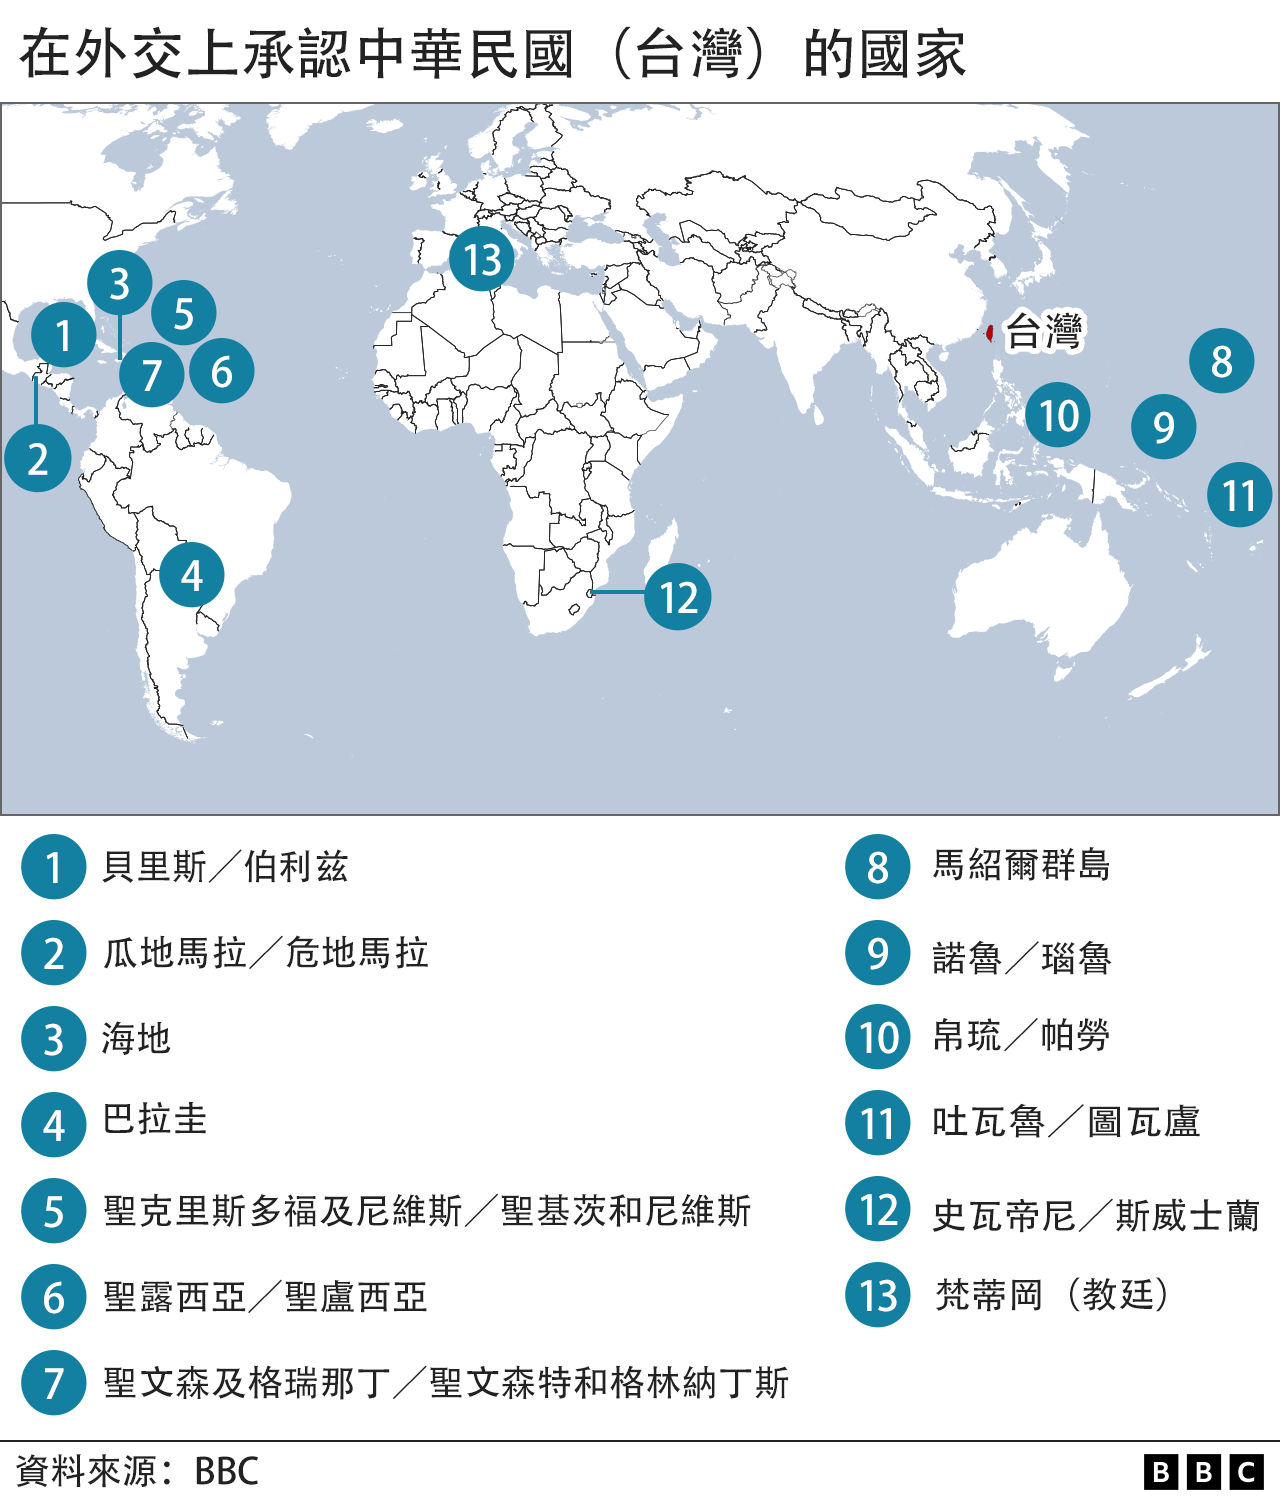 在外交上承認中華民國（台灣）的國家
13
3
5
1
台灣
7
6
8
10
9
2
11
4
12
1 貝里斯／伯利兹
2 瓜地馬拉／危地馬拉
3 海地
4 巴拉圭
5 聖克里斯多福及尼維斯／聖基茨和尼維斯
6 聖露西亞／聖盧西亞
7 聖文森及格瑞那丁／聖文森特和格林納丁斯
8 馬紹爾群島
9 諾魯／瑙魯
10 帛琉／帕勞
11 吐瓦魯／圖瓦盧
12 史瓦帝尼／斯威士蘭
13 梵蒂岡（教廷）
資料來源：BBC
BBC